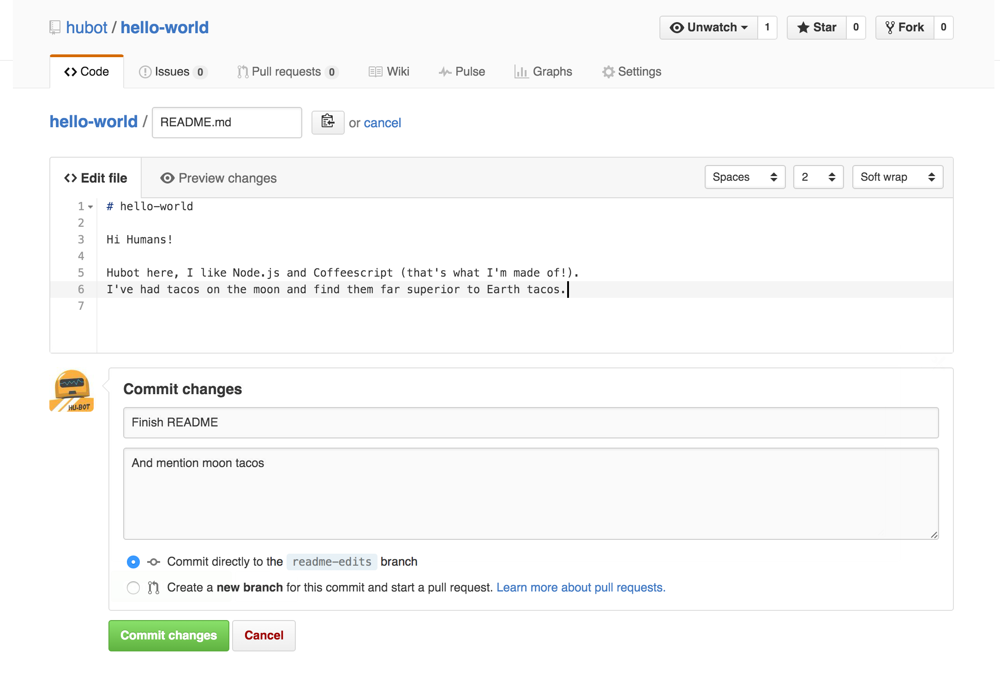 hubot / hello-world
Unwatch 1
Star 0
Fork 0
Code
Issues 0
Pull requests 0
Wiki
Pulse
Graphs
Settings
hello-world / README.md or cancel
Edit file
Preview changes
Spaces
2
Soft wrap
1 # hello-world
2
3 Hi Humans!
4
5 Hubot here, I like Node.js and Coffeescript (that's what I'm made of!).
6 I've had tacos on the moon and find them far superior to Earth tacos.
7
HU-BOT
Commit changes
Finish README
And mention moon tacos
Commit directly to the readme-edits branch
Create a new branch for this commit and start a pull request. Learn more about pull requests.
Commit changes
Cancel